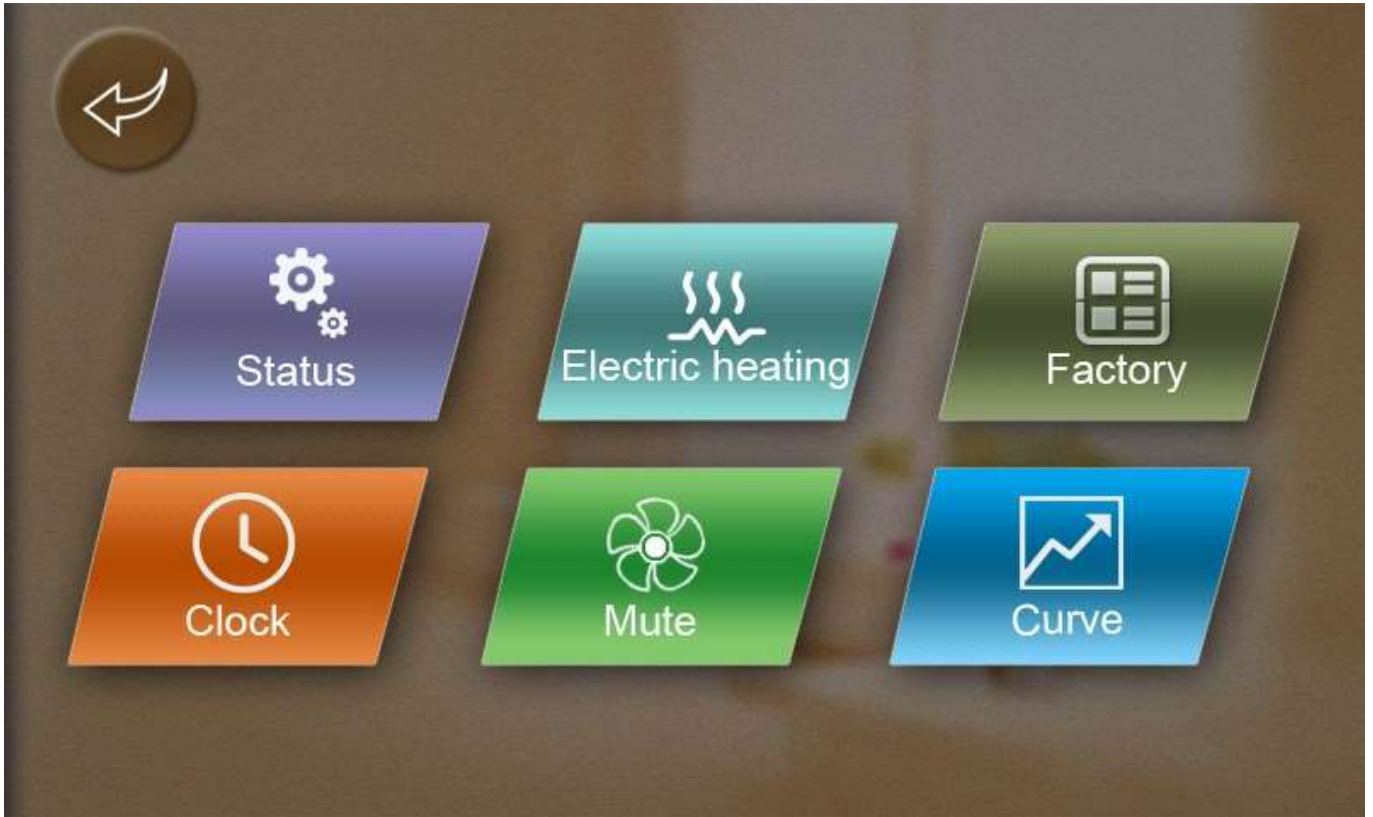 Status
Electric heating
Factory
Clock
Mute
Curve